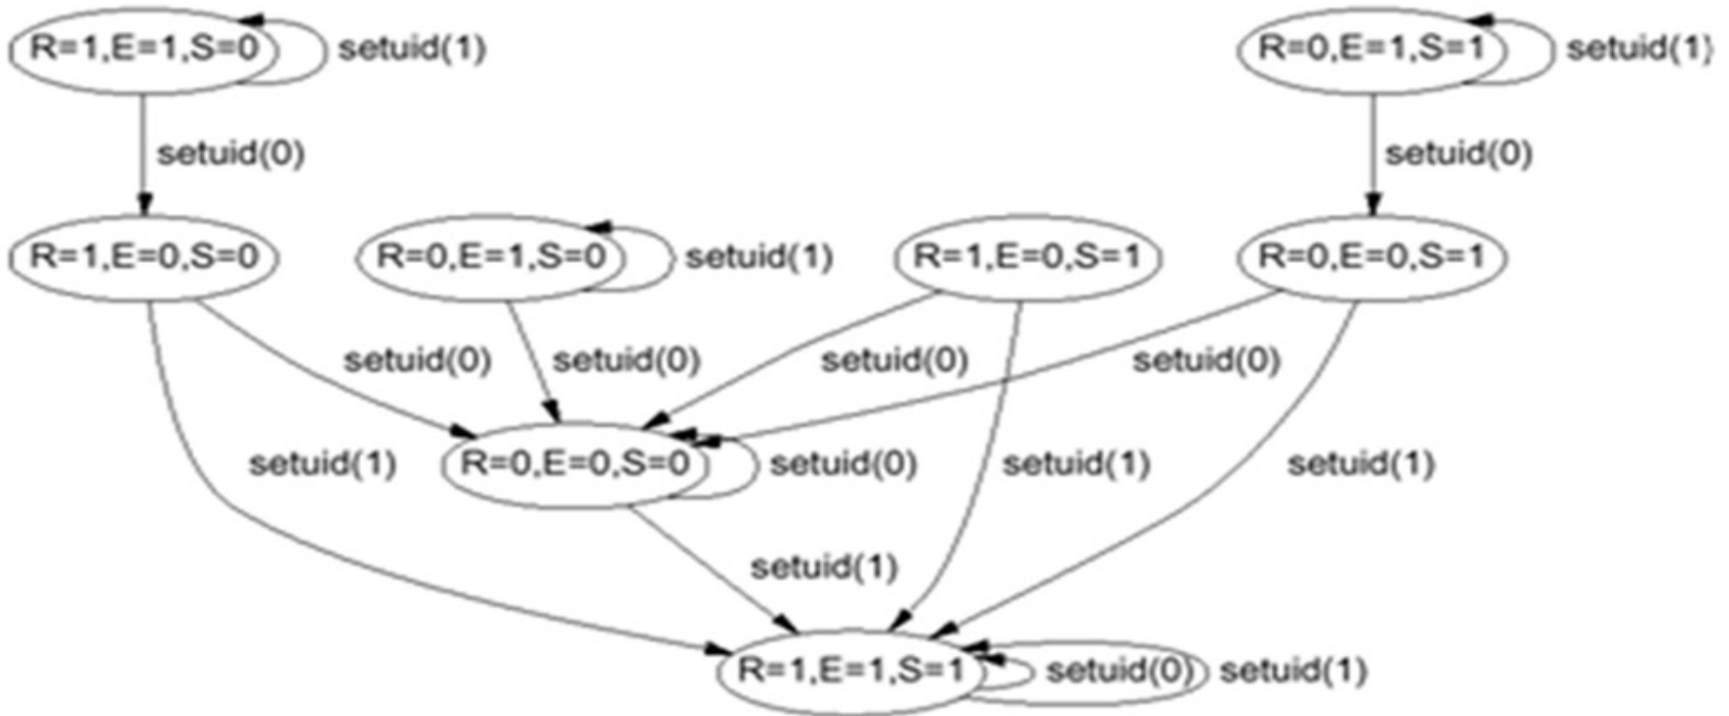 R=1,E=1,S=0
setuid(1)
R=0,E=1,S=1
setuid(1)
setuid(0)
setuid(0)
R=1,E=0,S=0
R=0,E=1,S=0
setuid(1)
R=1,E=0,S=1
R=0,E=0,S=1
setuid(0)
setuid(0)
setuid(0)
setuid(0)
setuid(1)
R=0,E=0,S=0
setuid(0)
setuid(1)
setuid(1)
setuid(1)
R=1,E=1,S=1
setuid(0)
setuid(1)